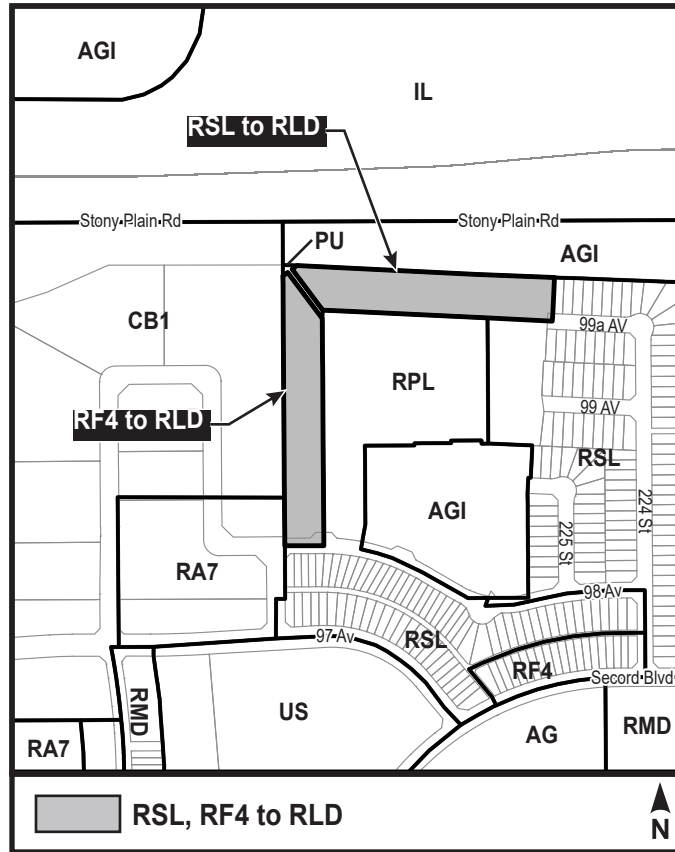 AGI
IL
RSL to RLD
Stony Plain Rd
Stony Plain Rd
PU
AGI
CB1
99a AV
RPL
RF4 to RLD
99 AV
RSL
224 St
AGI
225 St
RA7
98 Av
97 Av
RSL
RF4
Secord Blvd
RMD
US
AG
RMD
RA7
RSL, RF4 to RLD
N